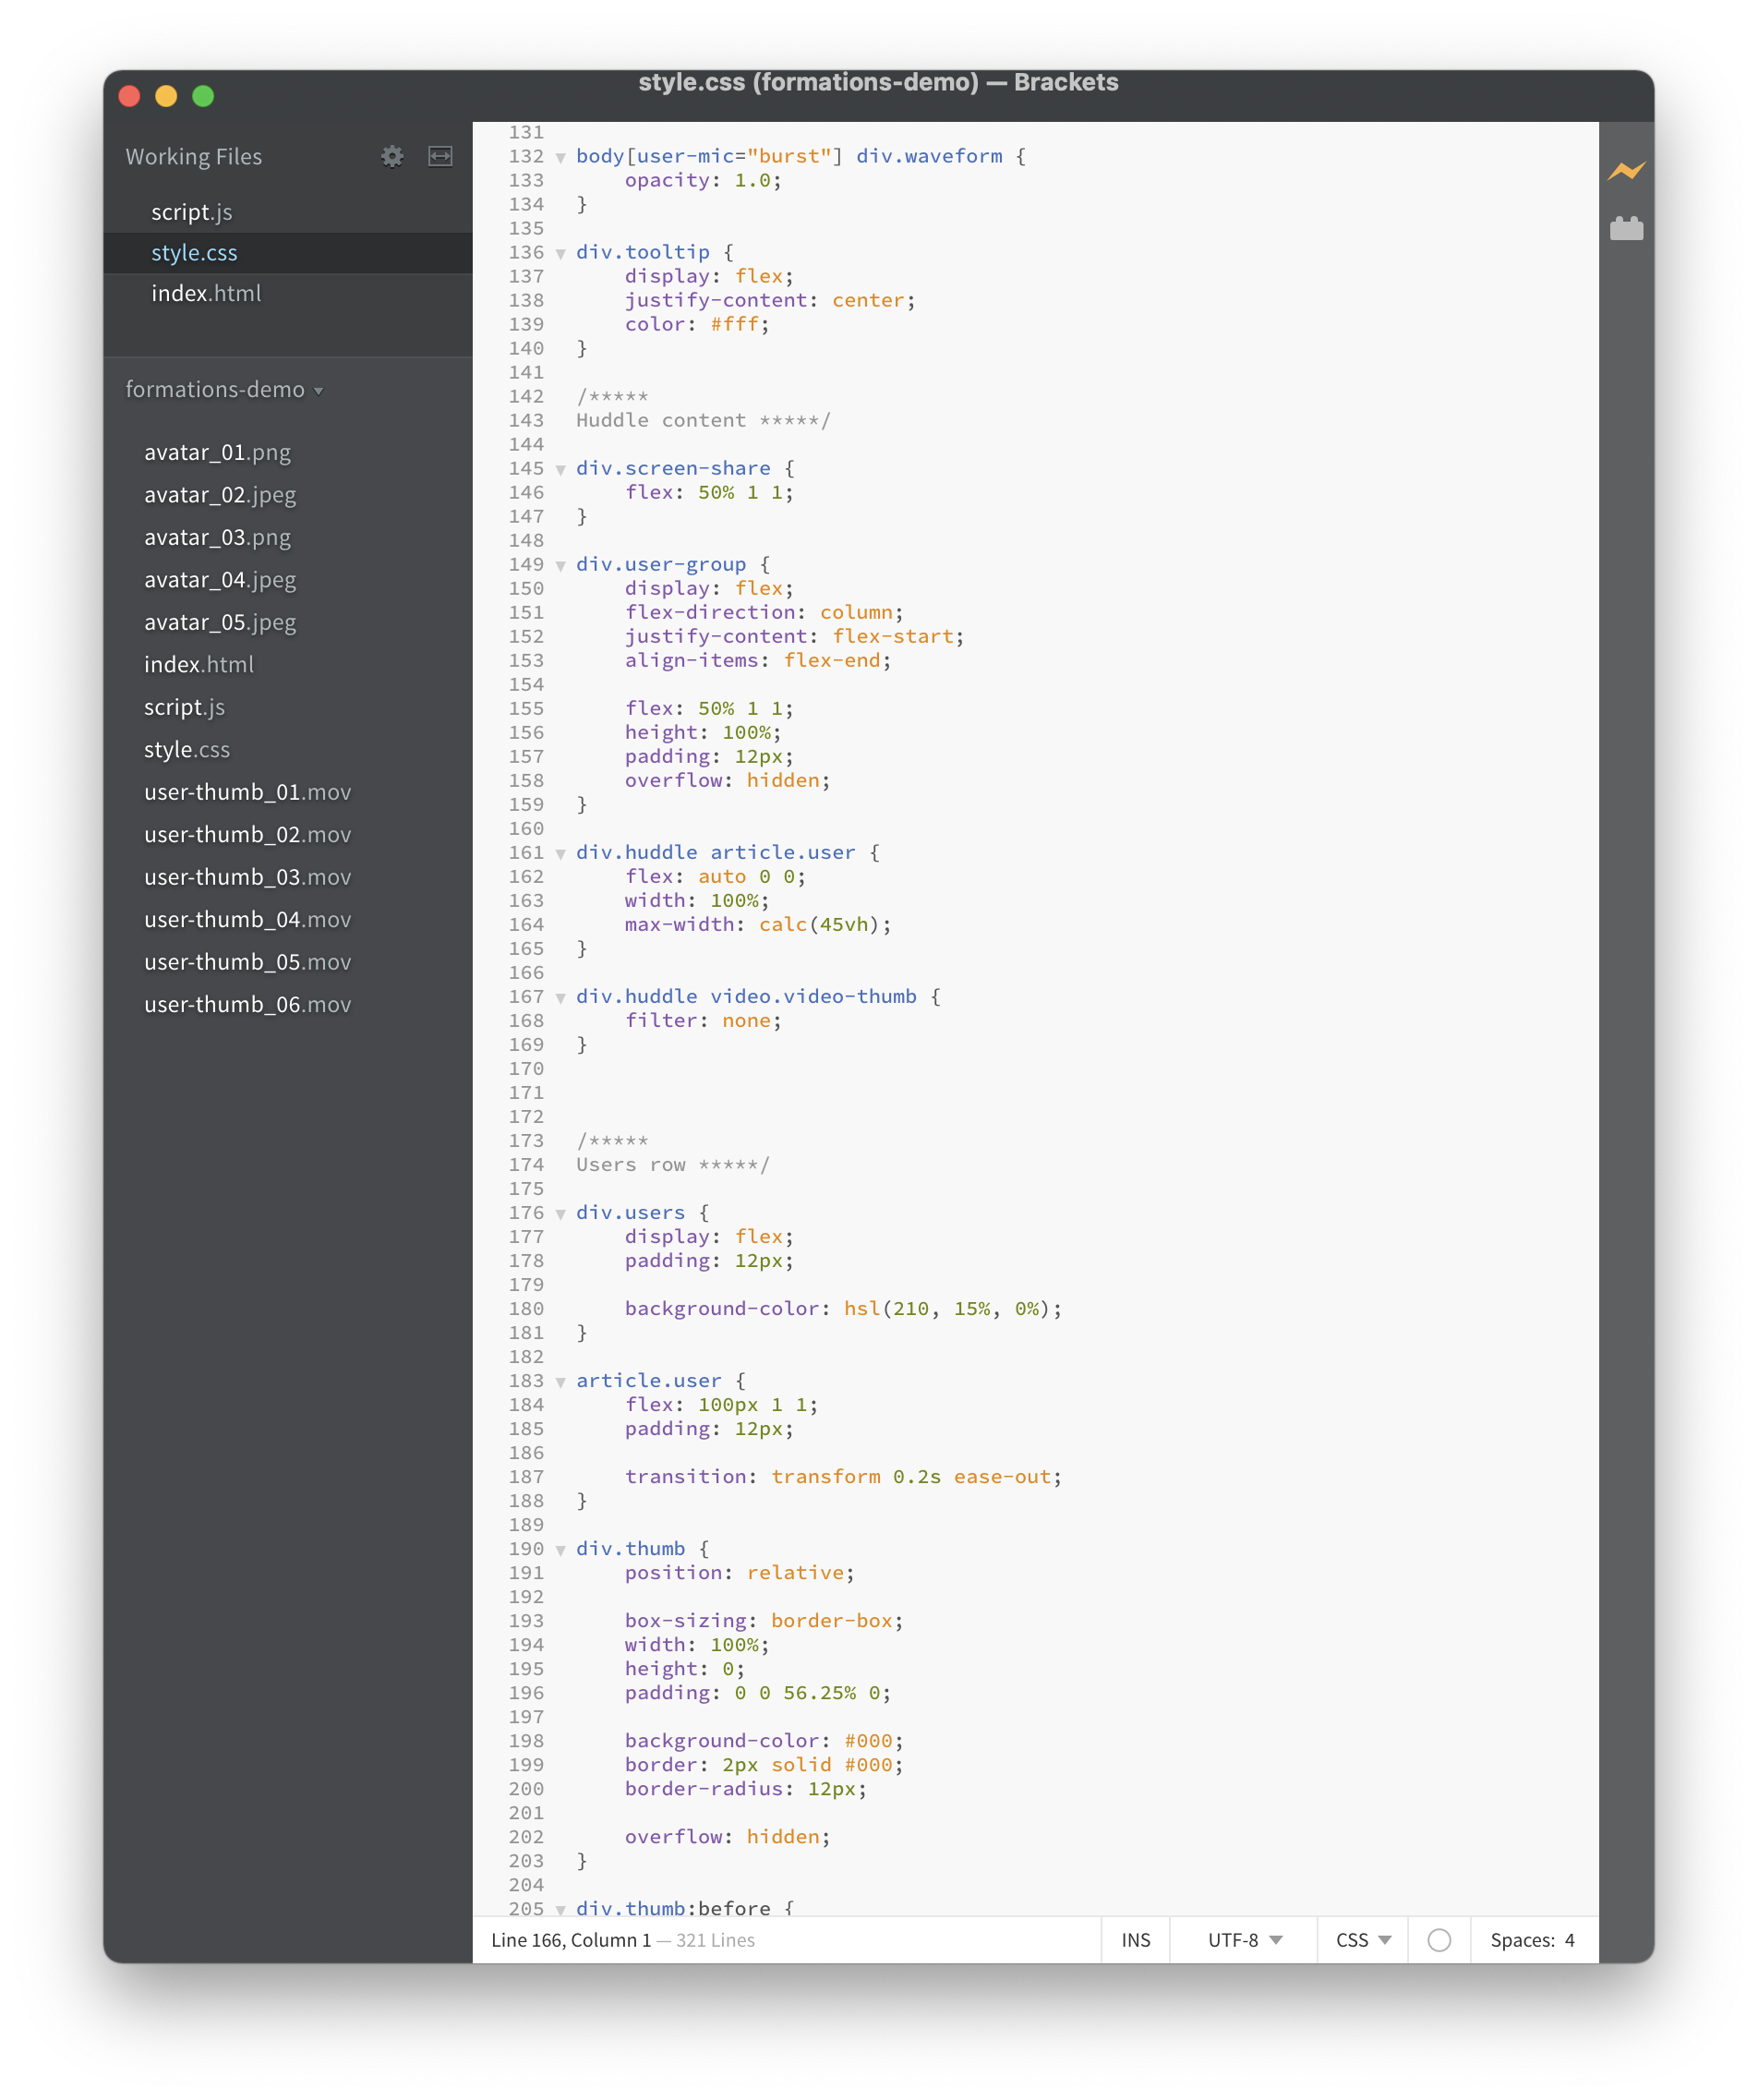 style.css (formations-demo) — Brackets
Working Files
script.js
style.css
index.html
formations-demo
avatar_01.png
avatar_02.jpeg
avatar_03.png
avatar_04.jpeg
avatar_05.jpeg
index.html
script.js
style.css
user-thumb_01.mov
user-thumb_02.mov
user-thumb_03.mov
user-thumb_04.mov
user-thumb_05.mov
user-thumb_06.mov
131
132 body[user-mic="burst"] div.waveform {
133 opacity: 1.0;
134 }
135
136 div.tooltip {
137 display: flex;
138 justify-content: center;
139 color: #fff;
140 }
141
142 /*****
143 Huddle content *****/
144
145 div.screen-share {
146 flex: 50% 1 1;
147 }
148
149 div.user-group {
150 display: flex;
151 flex-direction: column;
152 justify-content: flex-start;
153 align-items: flex-end;
154
155 flex: 50% 1 1;
156 height: 100%;
157 padding: 12px;
158 overflow: hidden;
159 }
160
161 div.huddle article.user {
162 flex: auto 0 0;
163 width: 100%;
164 max-width: calc(45vh);
165 }
166
167 div.huddle video.video-thumb {
168 filter: none;
169 }
170
171
172
173 /*****
174 Users row *****/
175
176 div.users {
177 display: flex;
178 padding: 12px;
179
180 background-color: hsl(210, 15%, 0%);
181 }
182
183 article.user {
184 flex: 100px 1 1;
185 padding: 12px;
186
187 transition: transform 0.2s ease-out;
188 }
189
190 div.thumb {
191 position: relative;
192
193 box-sizing: border-box;
194 width: 100%;
195 height: 0;
196 padding: 0 0 56.25% 0;
197
198 background-color: #000;
199 border: 2px solid #000;
200 border-radius: 12px;
201
202 overflow: hidden;
203 }
204
205 div.thumb:before {
Line 166, Column 1 — 321 Lines INS UTF-8 CSS Spaces: 4